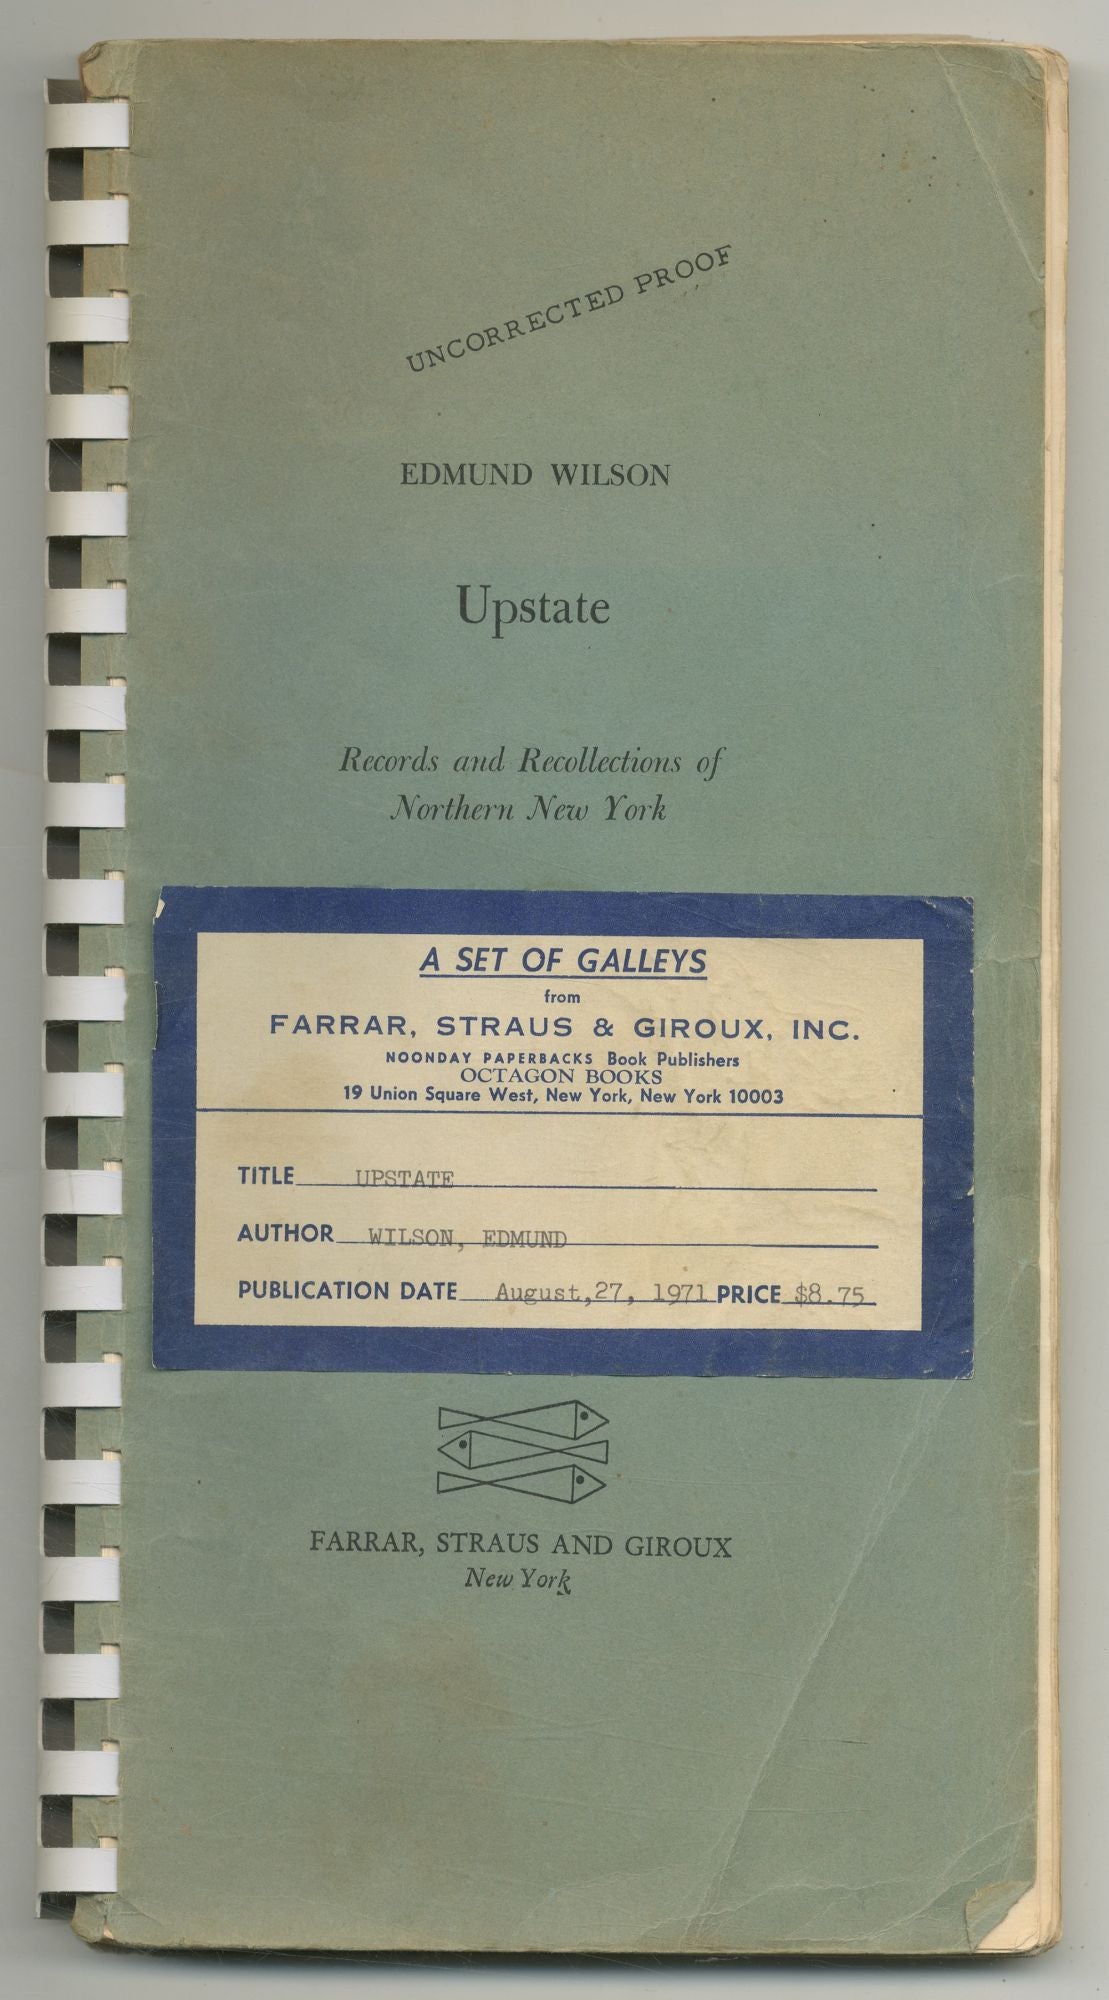 UNCORRECTED PROOF
EDMUND WILSON
Upstate
Records and Recollections of
Northern New York
A SET OF GALLEYS
from
FARRAR, STRAUS & GIROUX, INC.
NOONDAY PAPERBACKS Book Publishers
OCTAGON BOOKS
19 Union Square West, New York, New York 10003
TITLE UPSTATE
AUTHOR WILSON, EDMUND
PUBLICATION DATE August,27, 1971 PRICE $8.75
FARRAR, STRAUS AND GIROUX
New York